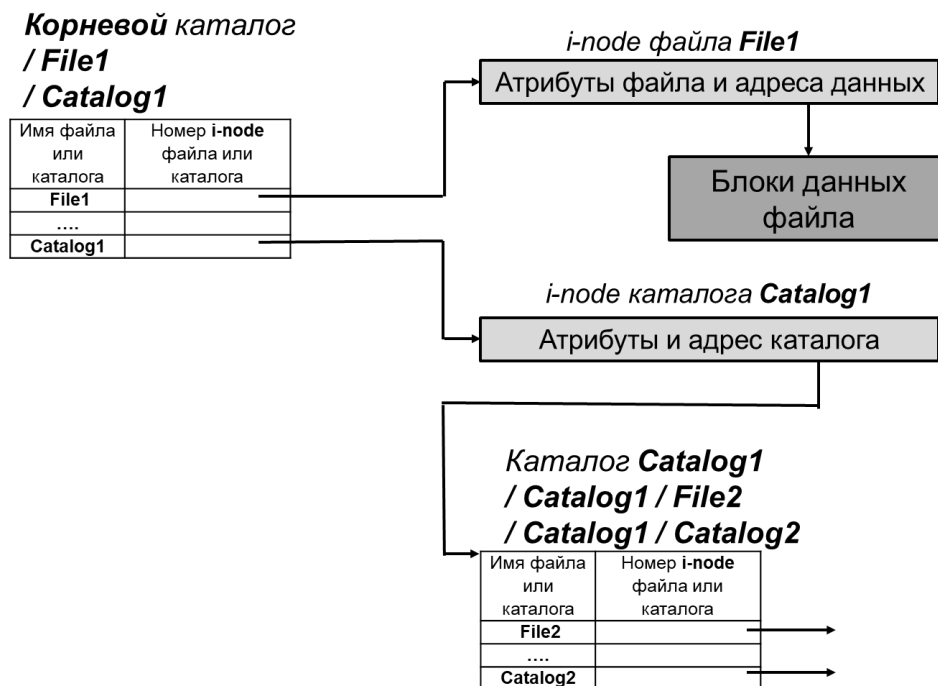 Корневой каталог
/ File1
/ Catalog1
Имя файла
или
каталога
Номер i-node
файла или
каталога
File1
....
Catalog1
i-node файла File1
Атрибуты файла и адреса данных
Блоки данных
файла
i-node каталога Catalog1
Атрибуты и адрес каталога
Каталог Catalog1
/ Catalog1 / File2
/ Catalog1 / Catalog2
Имя файла
или
каталога
Номер i-node
файла или
каталога
File2
....
Catalog2